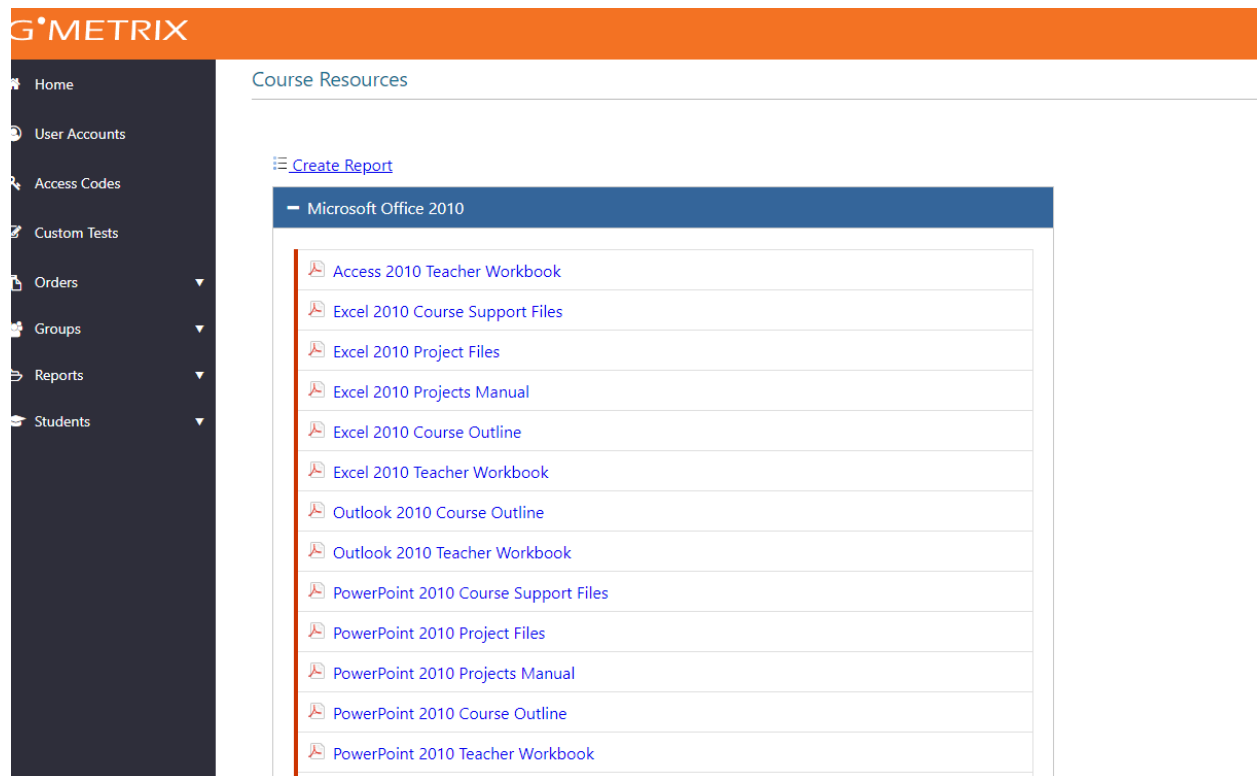 G•METRIX
Home
User Accounts
Access Codes
Custom Tests
Orders
Groups
Reports
Students
Course Resources
Create Report
Microsoft Office 2010
Access 2010 Teacher Workbook
Excel 2010 Course Support Files
Excel 2010 Project Files
Excel 2010 Projects Manual
Excel 2010 Course Outline
Excel 2010 Teacher Workbook
Outlook 2010 Course Outline
Outlook 2010 Teacher Workbook
PowerPoint 2010 Course Support Files
PowerPoint 2010 Project Files
PowerPoint 2010 Projects Manual
PowerPoint 2010 Course Outline
PowerPoint 2010 Teacher Workbook